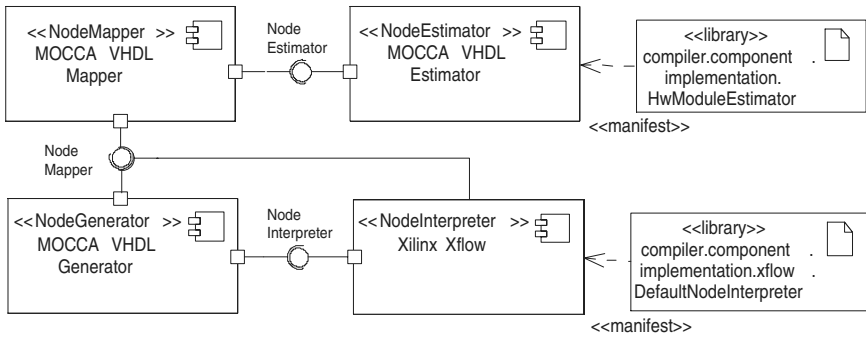 <<NodeMapper >>
MOCCA VHDL
Mapper
Node
Estimator
<<NodeEstimator >>
MOCCA VHDL
Estimator
<<library>>
compiler.component .
implementation.
HwModuleEstimator
<<manifest>>
Node
Mapper
<<NodeGenerator >>
MOCCA VHDL
Generator
Node
Interpreter
<<NodeInterpreter >>
Xilinx Xflow
<<library>>
compiler.component .
implementation.xflow .
DefaultNodeInterpreter
<<manifest>>